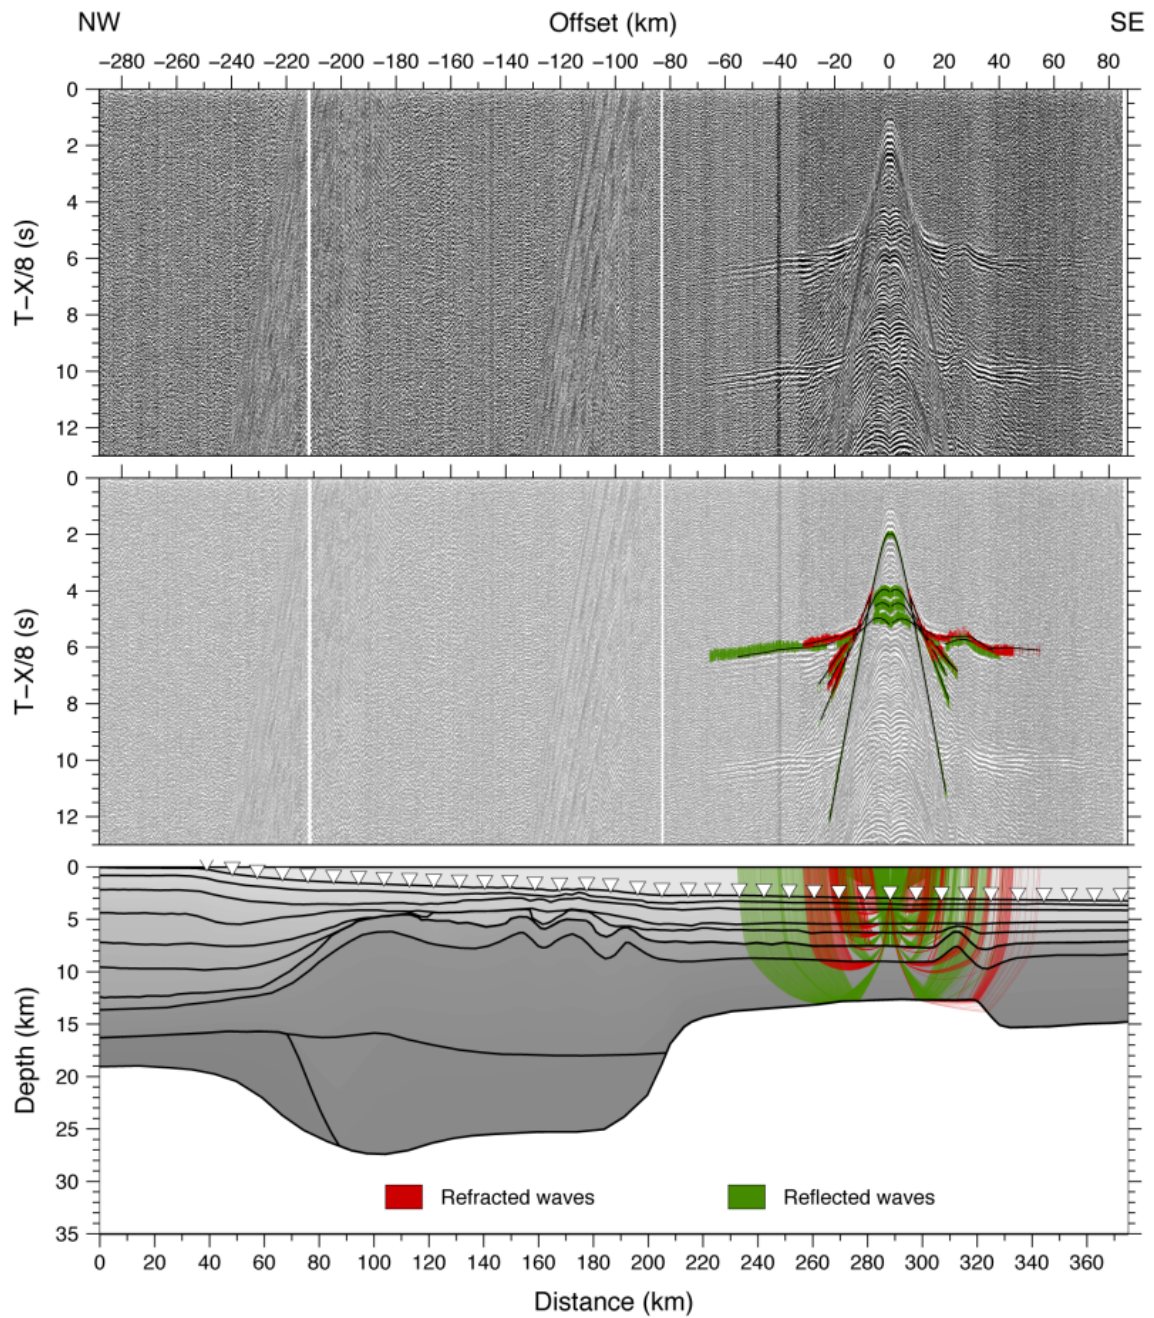 NW Offset (km) SE
−280 −260 −240 −220 −200 −180 −160 −140 −120 −100 −80 −60 −40 −20 0 20 40 60 80
0
2
4
6
8
10
12
T−X/8 (s)
0
2
4
6
8
10
12
T−X/8 (s)
0
5
10
15
20
25
30
35
Depth (km)
Refracted waves Reflected waves
0 20 40 60 80 100 120 140 160 180 200 220 240 260 280 300 320 340 360
Distance (km)